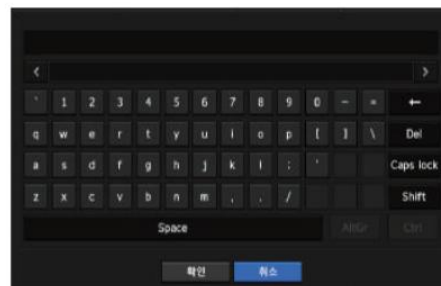 < >
` 1 2 3 4 5 6 7 8 9 0 - = ←
q w e r t y u i o p [ ] \ Del
a s d f g h j k l ; ' Caps lock
z x c v b n m , . / Shift
Space AltGr Ctrl
확인 취소